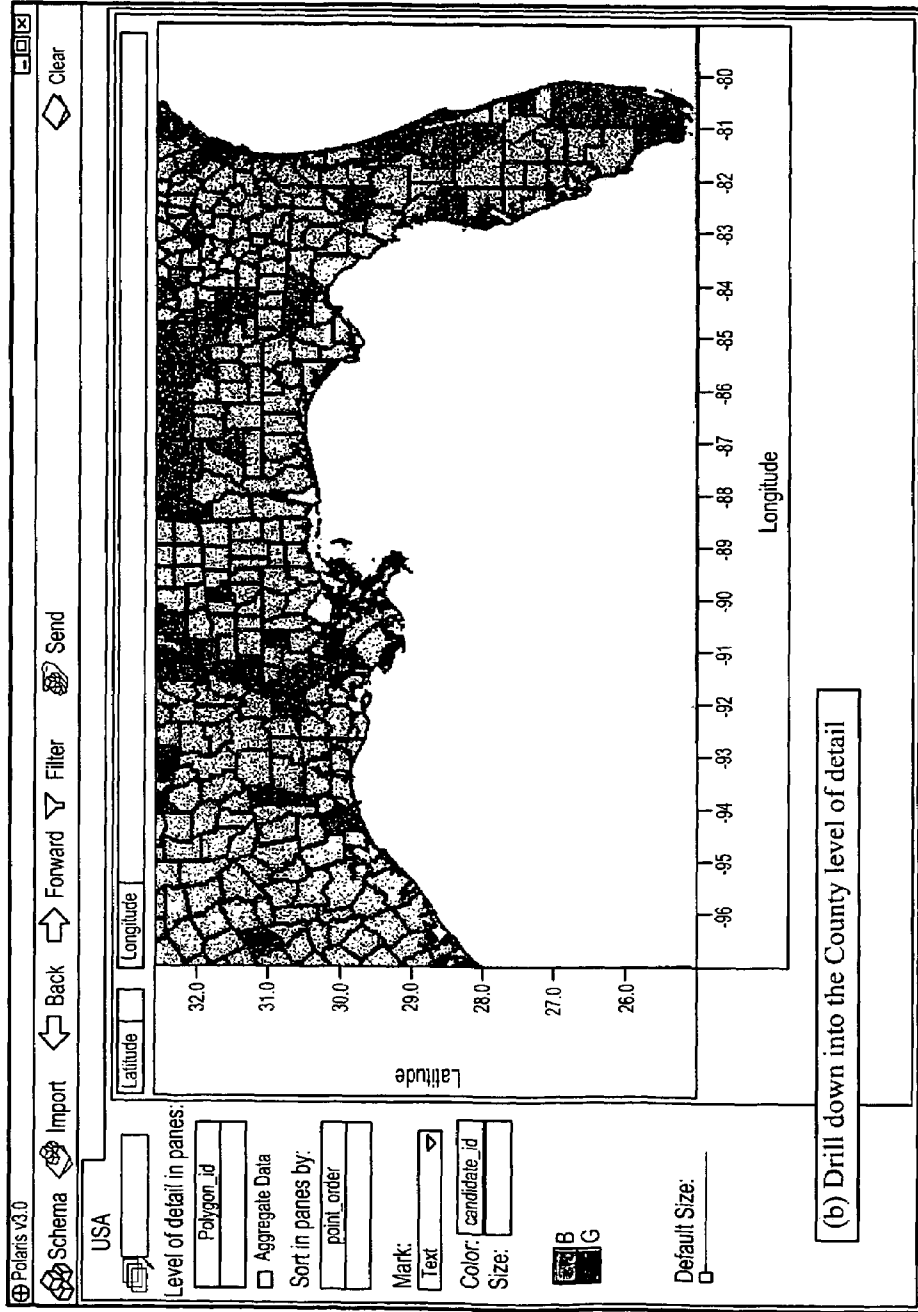 Polaris v3.0
Schema Import Back Forward Filter Send Clear
USA
Latitude Longitude
Level of detail in panes:
Polygon_id
Aggregate Data
Sort in panes by:
point_order
Mark:
Text
Color: candidate_id
Size:
B
G
Default Size:
Latitude
32.0
31.0
30.0
29.0
28.0
27.0
26.0
-96 -95 -94 -93 -92 -91 -90 -89 -88 -87 -86 -85 -84 -83 -82 -81 -80
Longitude
(b) Drill down into the County level of detail